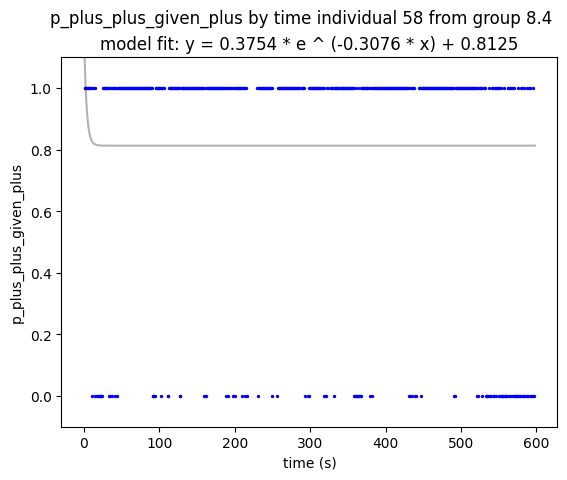 p_plus_plus_given_plus by time individual 58 from group 8.4
model fit: y = 0.3754 * e ^ (-0.3076 * x) + 0.8125
1.0
0.8
0.6
0.4
0.2
0.0
p_plus_plus_given_plus
0 100 200 300 400 500 600
time (s)